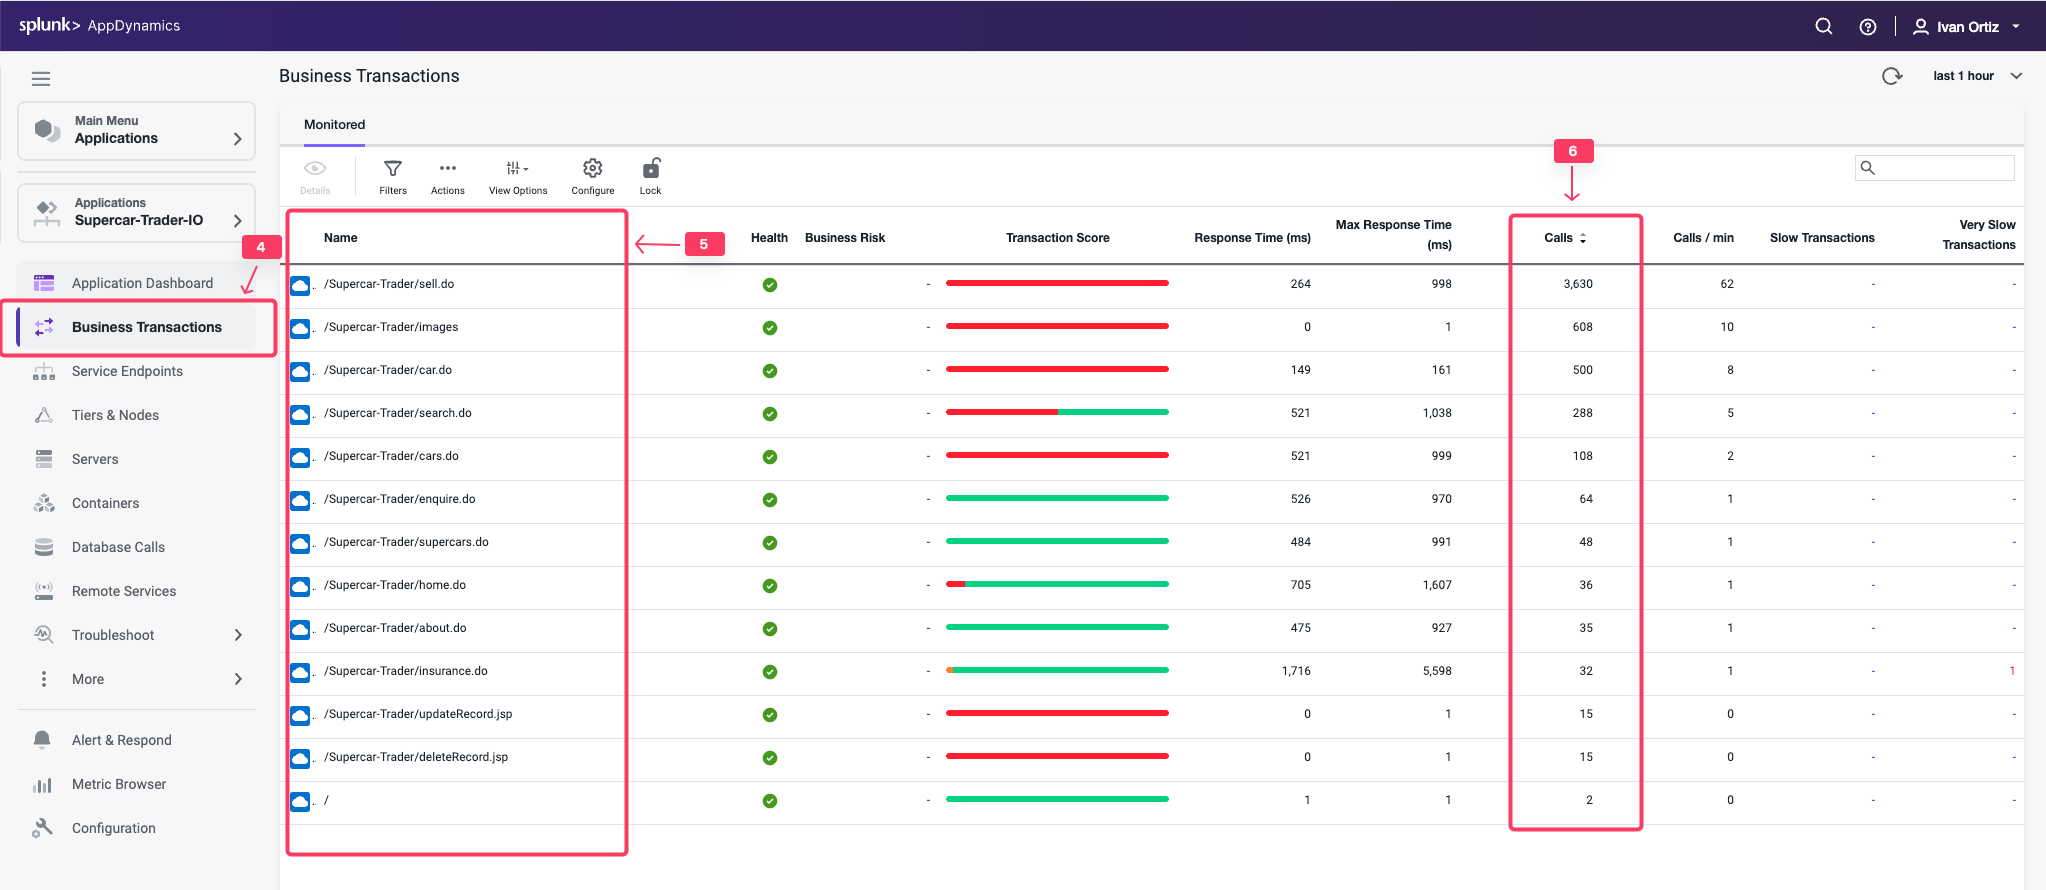 splunk> AppDynamics
Ivan Ortiz
Business Transactions
last 1 hour
Main Menu
Applications
Monitored
6
Details
Filters
Actions
View Options
Configure
Lock
Applications
Supercar-Trader-IO
4
5
Name Health Business Risk Transaction Score Response Time (ms) Max Response Time (ms) Calls Calls / min Slow Transactions Very Slow Transactions
Application Dashboard
Business Transactions
Service Endpoints
Tiers & Nodes
Servers
Containers
Database Calls
Remote Services
Troubleshoot
More
Alert & Respond
Metric Browser
Configuration
/Supercar-Trader/sell.do - 264 998 3,630 62 - -
/Supercar-Trader/images - 0 1 608 10 - -
/Supercar-Trader/car.do - 149 161 500 8 - -
/Supercar-Trader/search.do - 521 1,038 288 5 - -
/Supercar-Trader/cars.do - 521 999 108 2 - -
/Supercar-Trader/enquire.do - 526 970 64 1 - -
/Supercar-Trader/supercars.do - 484 991 48 1 - -
/Supercar-Trader/home.do - 705 1,607 36 1 - -
/Supercar-Trader/about.do - 475 927 35 1 - -
/Supercar-Trader/insurance.do - 1,716 5,598 32 1 - 1
/Supercar-Trader/updateRecord.jsp - 0 1 15 0 - -
/Supercar-Trader/deleteRecord.jsp - 0 1 15 0 - -
/ - 1 1 2 0 - -